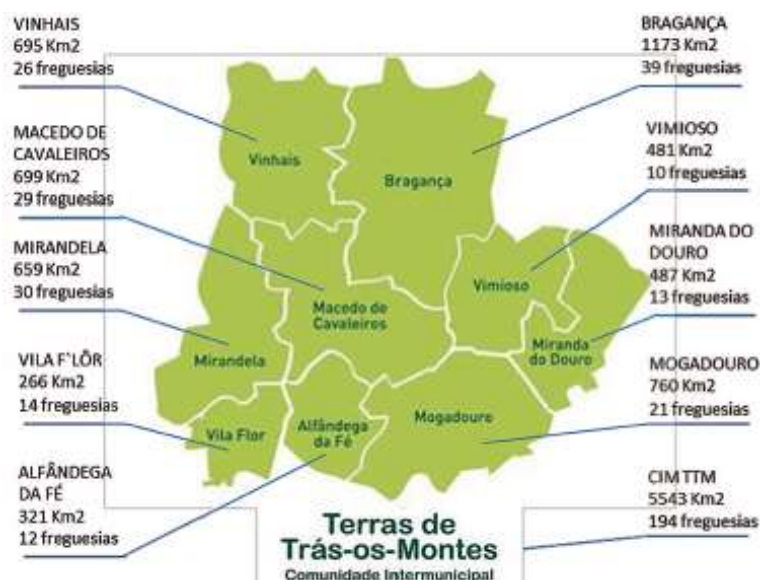 VINHAIS
695 Km2
26 freguesias
MACEDO DE
CAVALEIROS
699 Km2
29 freguesias
MIRANDELA
659 Km2
30 freguesias
VILA F`LÔR
266 Km2
14 freguesias
ALFÂNDEGA
DA FÉ
321 Km2
12 freguesias
Vinhais
Bragança
Macedo de
Cavaleiros
Vimioso
Miranda
do Douro
Mirandela
Vila Flor
Alfândega
da Fé
Mogadouro
BRAGANÇA
1173 Km2
39 freguesias
VIMIOSO
481 Km2
10 freguesias
MIRANDA DO
DOURO
487 Km2
13 freguesias
MOGADOURO
760 Km2
21 freguesias
CIM TTM
5543 Km2
194 freguesias
Terras de
Trás-os-Montes
Comunidade Intermunicipal